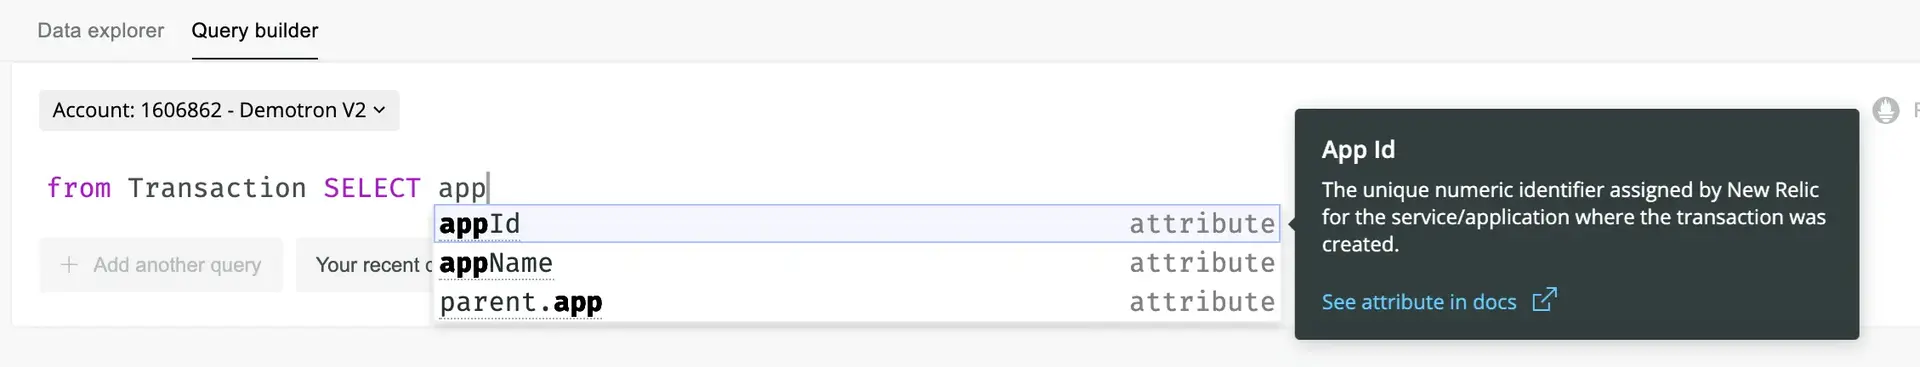 Data explorer Query builder
Account: 1606862 - Demotron V2
from Transaction SELECT app
appId attribute
appName attribute
parent.app attribute
+ Add another query
Your recent
App Id
The unique numeric identifier assigned by New Relic
for the service/application where the transaction was
created.
See attribute in docs